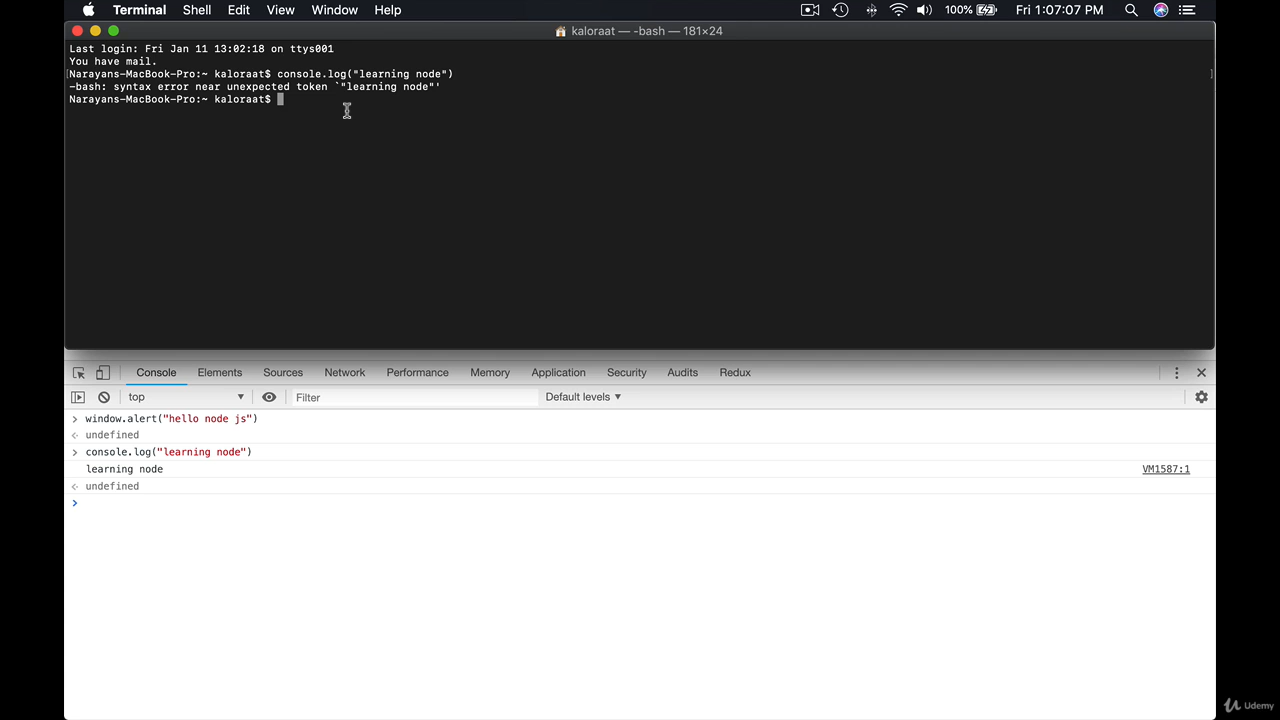 Terminal Shell Edit View Window Help 100% Fri 1:07:07 PM
kaloraat — -bash — 181×24
Last login: Fri Jan 11 13:02:18 on ttys001
You have mail.
[Narayans-MacBook-Pro:~ kaloraat$ console.log("learning node") ]
-bash: syntax error near unexpected token `"learning node"'
Narayans-MacBook-Pro:~ kaloraat$
Console Elements Sources Network Performance Memory Application Security Audits Redux
top Filter Default levels
> window.alert("hello node js")
undefined
> console.log("learning node")
learning node VM1587:1
undefined
>
Udemy